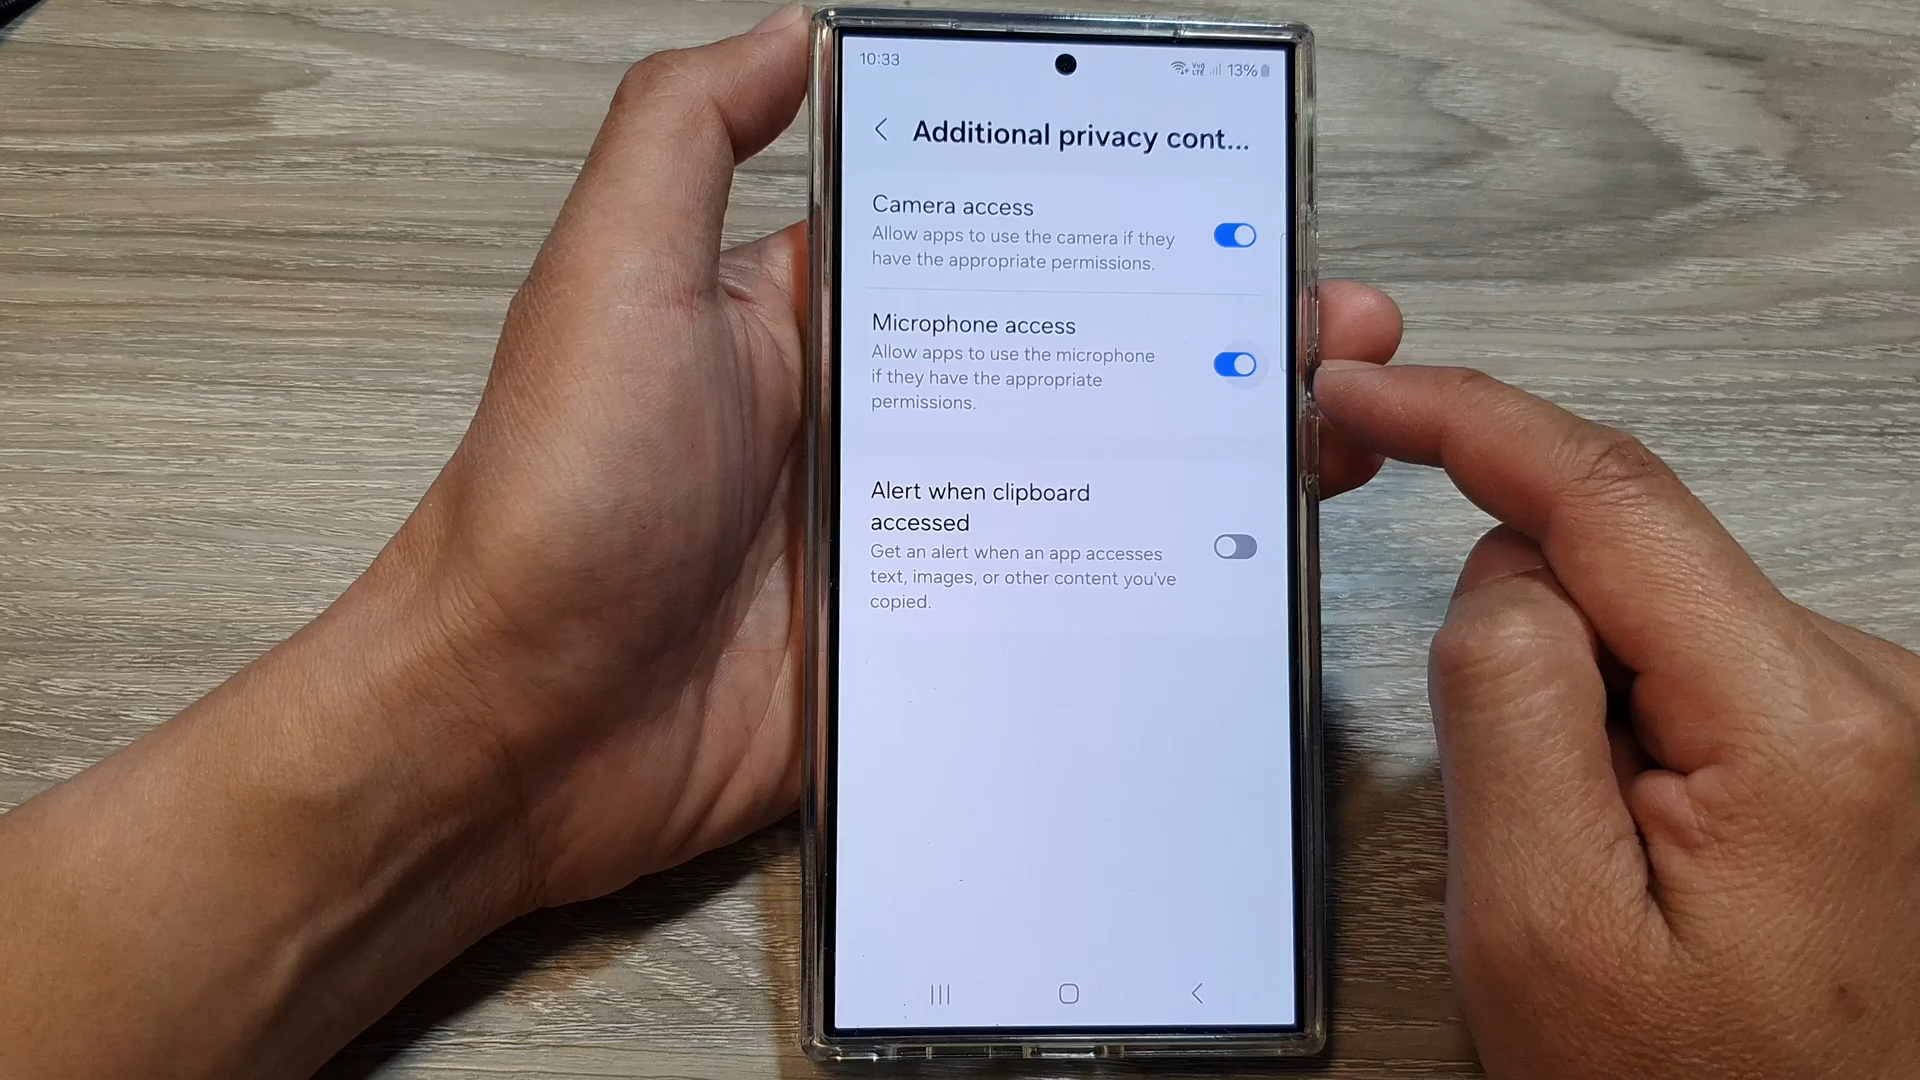 10:33
Vo)) LTE 13%
Additional privacy cont...
Camera access
Allow apps to use the camera if they
have the appropriate permissions.
Microphone access
Allow apps to use the microphone
if they have the appropriate
permissions.
Alert when clipboard
accessed
Get an alert when an app accesses
text, images, or other content you've
copied.